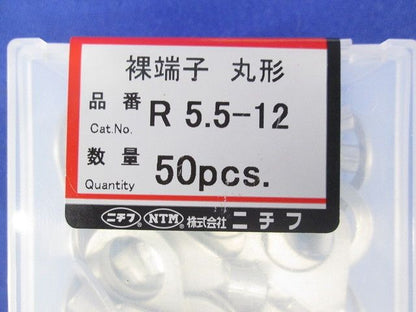 裸端子 丸形
品番 R 5.5-12
Cat.No.
数量 50pcs.
Quantity
ニチフ® NTM® 株式会社 ニチフ